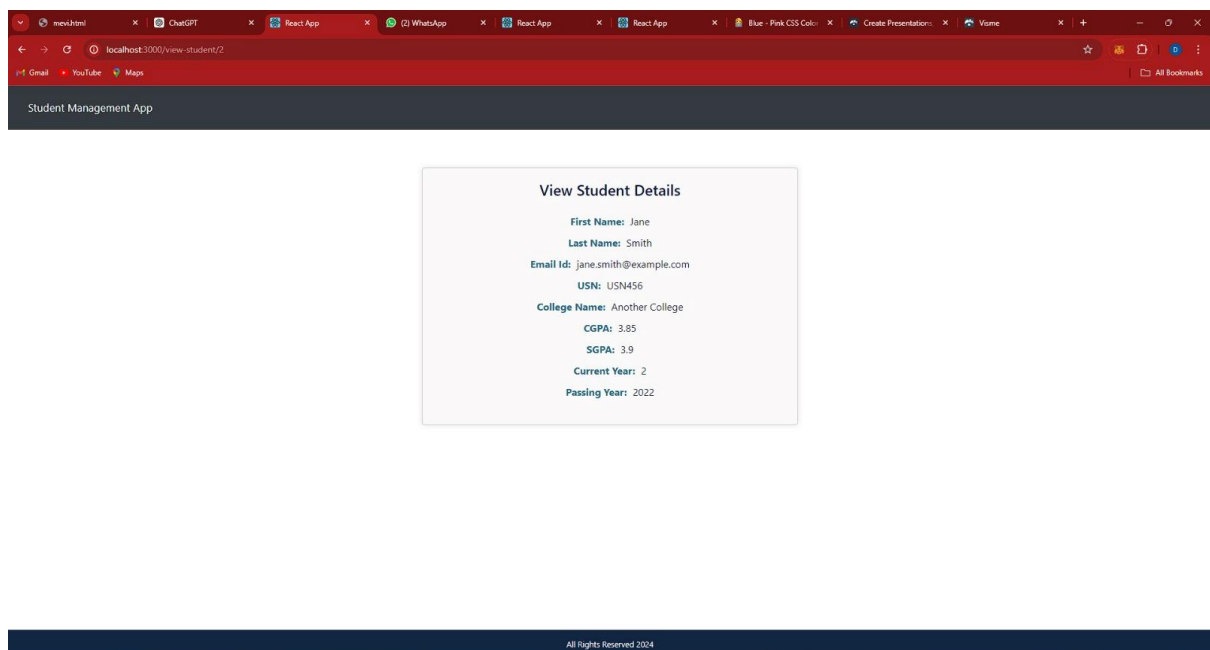 mevi.html ChatGPT React App (2) WhatsApp React App React App Blue - Pink CSS Color Create Presentations, Visme
localhost:3000/view-student/2
Gmail YouTube Maps All Bookmarks
Student Management App
View Student Details
First Name: Jane
Last Name: Smith
Email Id: jane.smith@example.com
USN: USN456
College Name: Another College
CGPA: 3.85
SGPA: 3.9
Current Year: 2
Passing Year: 2022
All Rights Reserved 2024